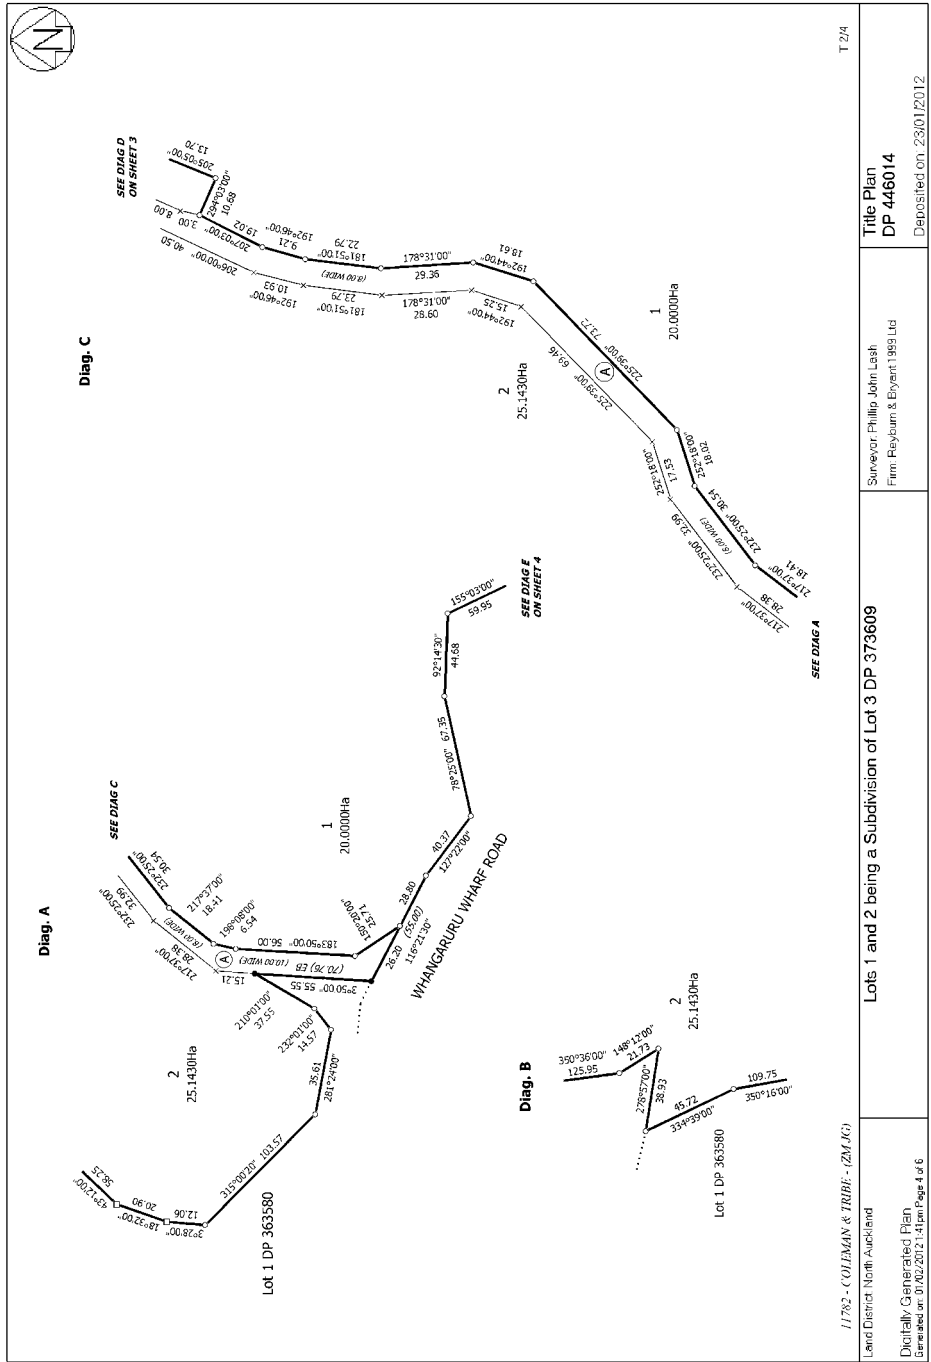 N
Diag. A
SEE DIAG C
232°25'00"
30.54
232°25'00"
32.99
(8.00 WIDE)
217°37'00"
28.38
217°37'00"
18.41
198°08'00"
6.54
A
15.21
183°50'00" 56.00
(10.00 WIDE)
(70.76) EB
3°50'00" 55.55
150°20'00"
25.71
1
20.0000Ha
210°01'00"
37.55
232°01'00"
14.57
35.61
281°24'00"
2
25.1430Ha
315°00'20" 103.57
43°12'00"
58.25
18°32'00"
20.90
3°28'00"
12.06
Lot 1 DP 363580
26.20
28.80
(55.00)
116°21'30"
40.37
127°22'00"
78°25'00" 67.35
92°14'30"
44.68
155°03'00"
59.95
SEE DIAG E
ON SHEET 4
WHANGARURU WHARF ROAD
Diag. B
350°36'00"
125.95
148°12'00"
21.73
278°57'00"
38.93
45.72
334°39'00"
109.75
350°16'00"
2
25.1430Ha
Lot 1 DP 363580
Diag. C
SEE DIAG D
ON SHEET 3
205°05'00"
13.70
294°03'00"
10.68
8.00
3.00
207°03'00"
19.02
206°00'00"
40.50
192°46'00"
9.21
192°46'00"
10.93
181°51'00"
22.79
(8.00 WIDE)
181°51'00"
23.79
178°31'00"
29.36
178°31'00"
28.60
192°44'00"
18.61
192°44'00"
15.25
225°39'00"
73.72
225°39'00"
69.46
A
1
20.0000Ha
2
25.1430Ha
252°18'00"
18.02
252°18'00"
17.53
232°25'00" 30.54
(8.00 WIDE)
232°25'00"
32.99
217°37'00"
18.41
217°37'00"
28.38
SEE DIAG A
11782 - COLEMAN & TRIBE - (ZMJG)
T 2/4
Land District: North Auckland
Digitally Generated Plan
Generated on: 01/02/2012 1:41pm Page 4 of 6
Lots 1 and 2 being a Subdivision of Lot 3 DP 373609
Surveyor: Phillip John Lash
Firm: Reyburn & Bryant 1999 Ltd
Title Plan
DP 446014
Deposited on: 23/01/2012